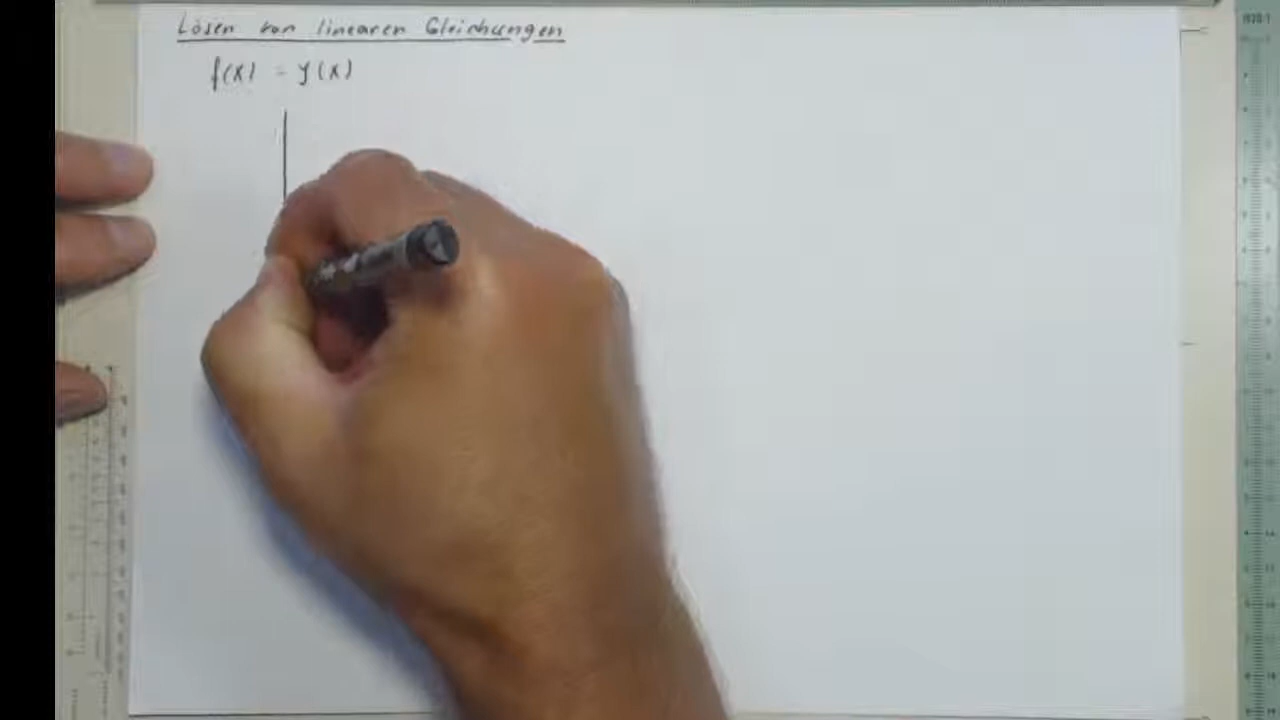 Lösen von linearen Gleichungen
f(x) = y(x)